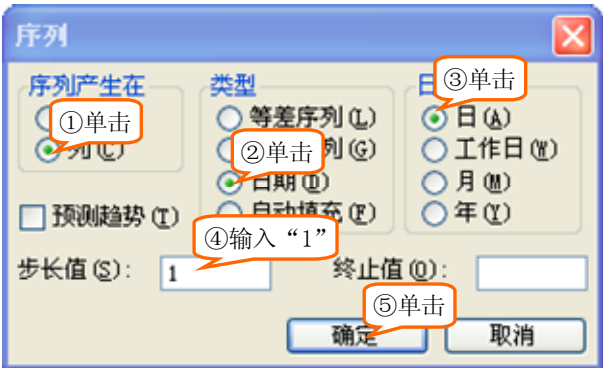 序列
序列产生在
①单击
列(C)
预测趋势(T)
类型
等差序列(L)
②单击
列(G)
日期(D)
自动填充(F)
日
③单击
日(A)
工作日(W)
月(M)
年(Y)
④输入“1”
步长值(S):
1
终止值(O):
⑤单击
确定
取消